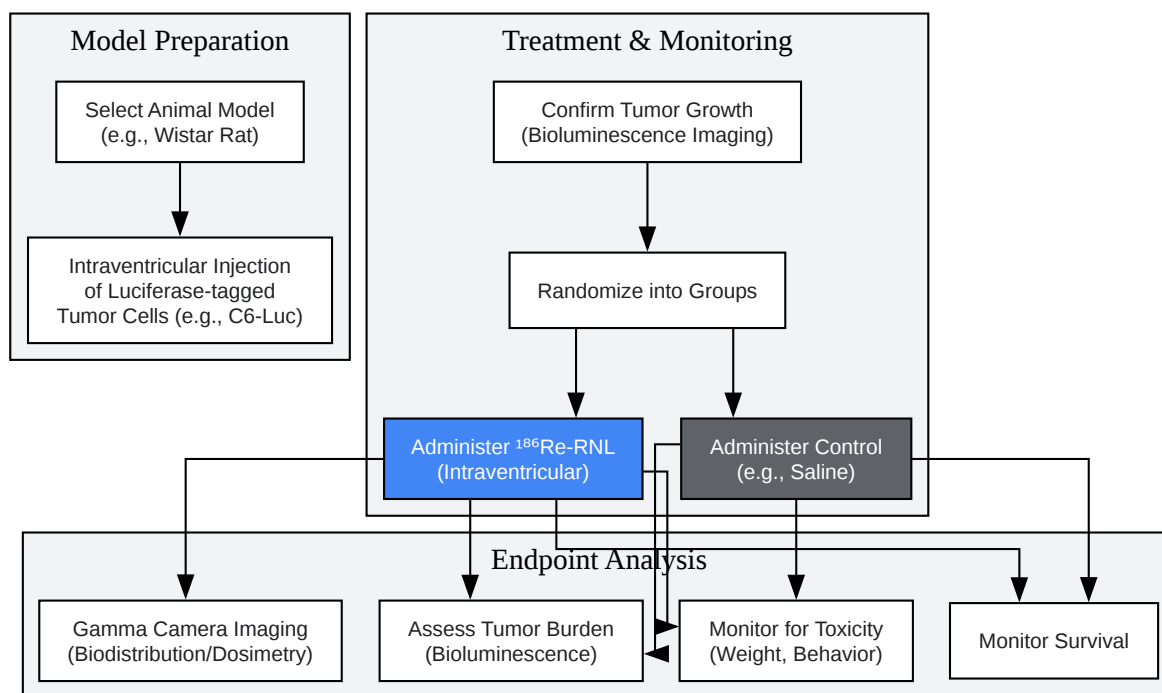 Model Preparation
Select Animal Model
(e.g., Wistar Rat)
Intraventricular Injection
of Luciferase-tagged
Tumor Cells (e.g., C6-Luc)
Treatment & Monitoring
Confirm Tumor Growth
(Bioluminescence Imaging)
Randomize into Groups
Administer ¹⁸⁶Re-RNL
(Intraventricular)
Administer Control
(e.g., Saline)
Endpoint Analysis
Gamma Camera Imaging
(Biodistribution/Dosimetry)
Assess Tumor Burden
(Bioluminescence)
Monitor for Toxicity
(Weight, Behavior)
Monitor Survival